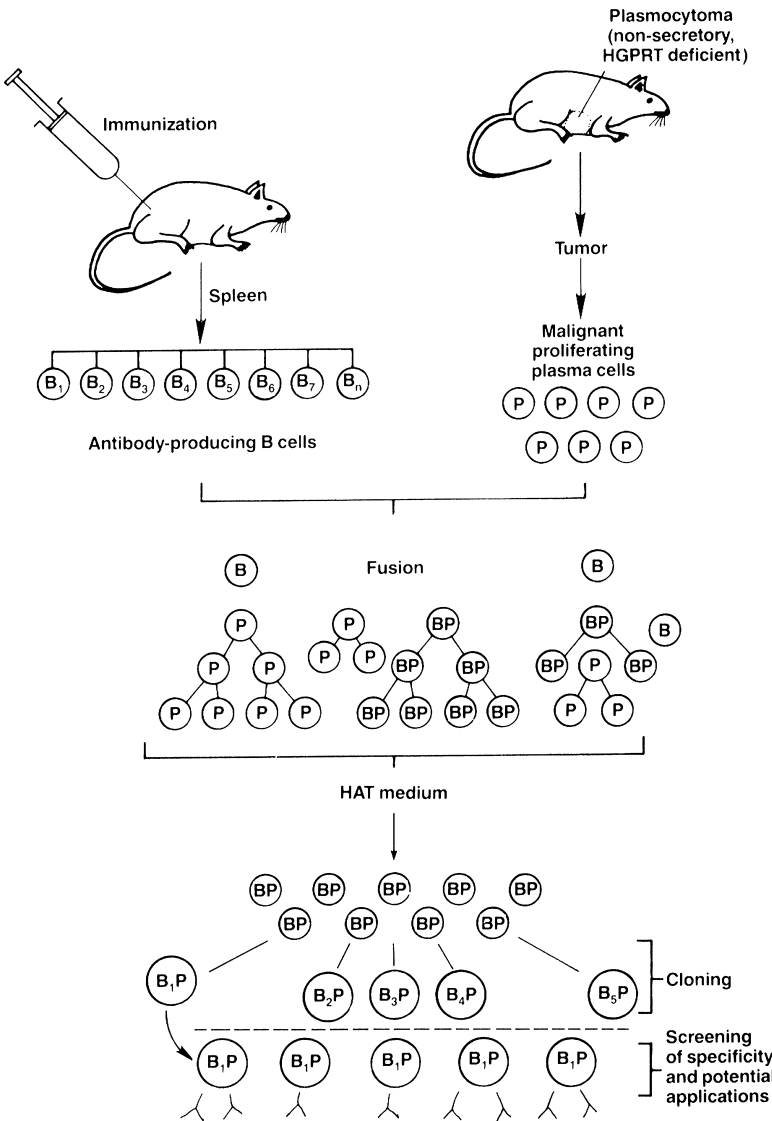 Plasmocytoma
(non-secretory,
HGPRT deficient)
Immunization
Spleen
Tumor
Malignant
proliferating
plasma cells
B1 B2 B3 B4 B5 B6 B7 Bn
P P P P
P P P
Antibody-producing B cells
B Fusion B
P P BP BP B
P P P P BP BP BP P BP
P P P P BP BP BP BP P P
HAT medium
BP BP BP BP BP
BP BP BP BP
B1P B2P B3P B4P B5P
Cloning
B1P B1P B1P B1P B1P
Screening
of specificity
and potential
applications